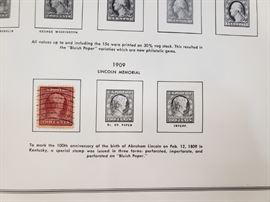 GEORGE WASHINGTON
All values up to and including the 15c were printed on 30% rag stock. This resulted in
the "Bluish Paper" varieties which are now philatelic gems.
1909
LINCOLN MEMORIAL
BL. GR. PAPER
IMPERF.
To mark the 100th anniversary of the birth of Abraham Lincoln on Feb. 12, 1809 in
Kentucky, a special stamp was issued in three forms: perforated, imperforate, and
perforated on "Bluish Paper".